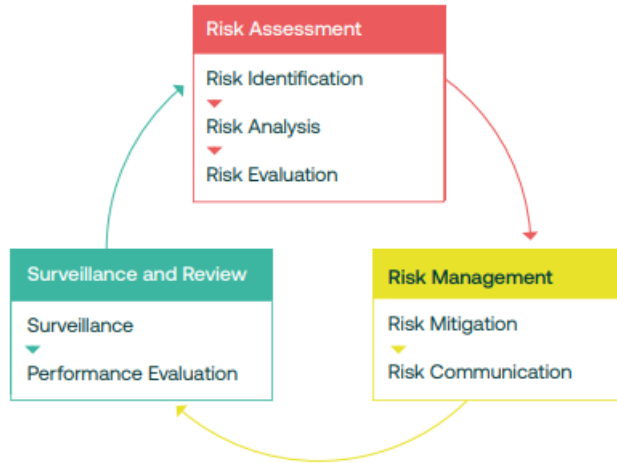 Risk Assessment
Risk Identification
Risk Analysis
Risk Evaluation
Surveillance and Review
Surveillance
Performance Evaluation
Risk Management
Risk Mitigation
Risk Communication